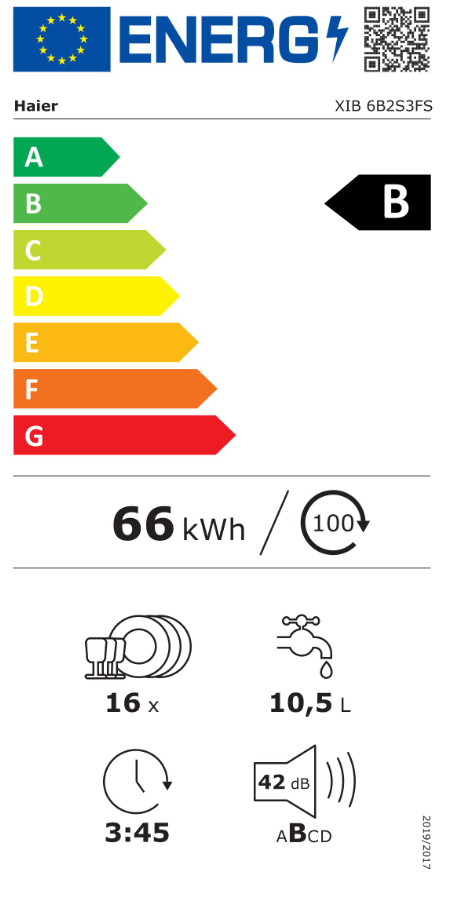 ENERG
Haier XIB 6B2S3FS
A
B
B
C
D
E
F
G
66 kWh / 100
16 x 10,5 L
42 dB
3:45 ABCD
2019/2017